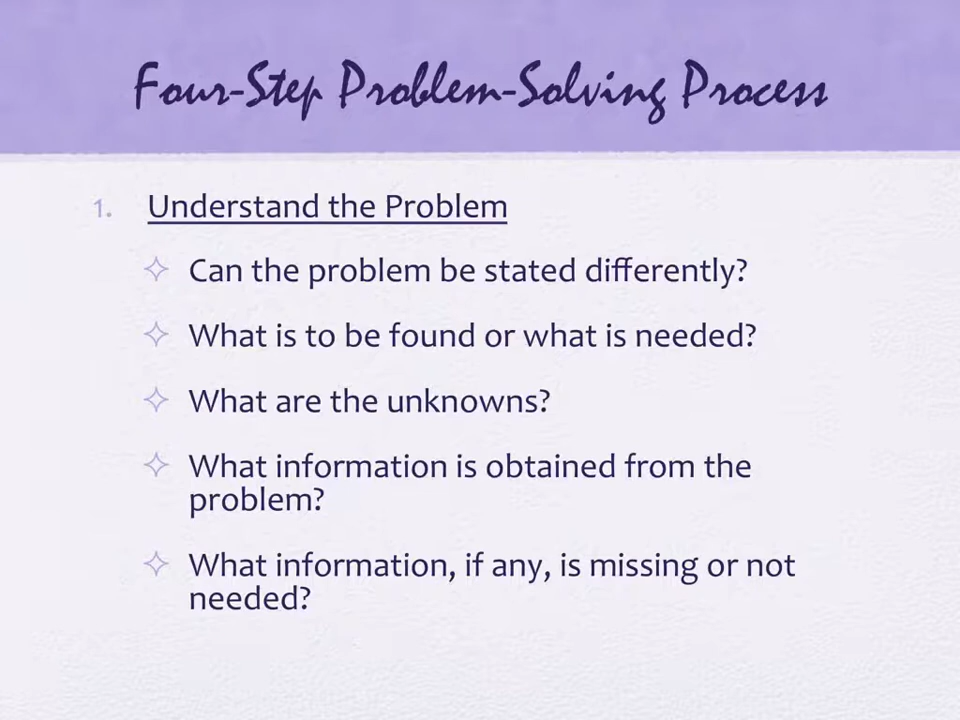 Four-Step Problem-Solving Process
1. Understand the Problem
Can the problem be stated differently?
What is to be found or what is needed?
What are the unknowns?
What information is obtained from the
problem?
What information, if any, is missing or not
needed?